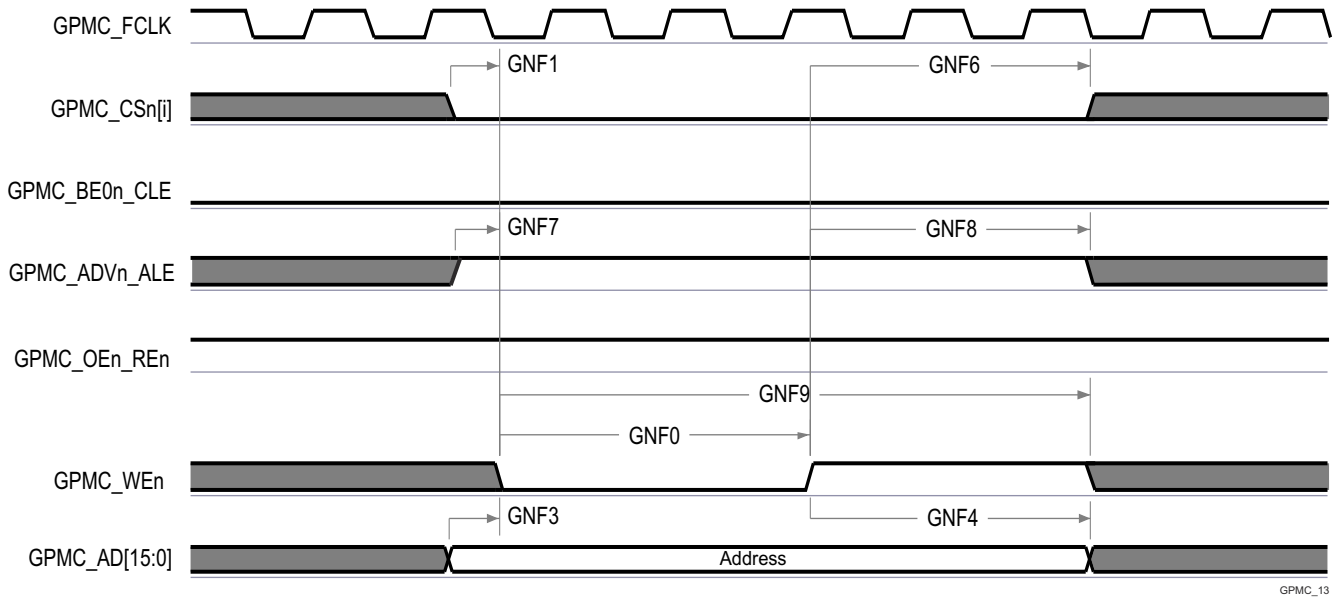 GPMC_FCLK
GNF1
GNF6
GPMC_CSn[i]
GPMC_BE0n_CLE
GNF7
GNF8
GPMC_ADVn_ALE
GPMC_OEn_REn
GNF9
GNF0
GPMC_WEn
GNF3
GNF4
GPMC_AD[15:0]
Address
GPMC_13